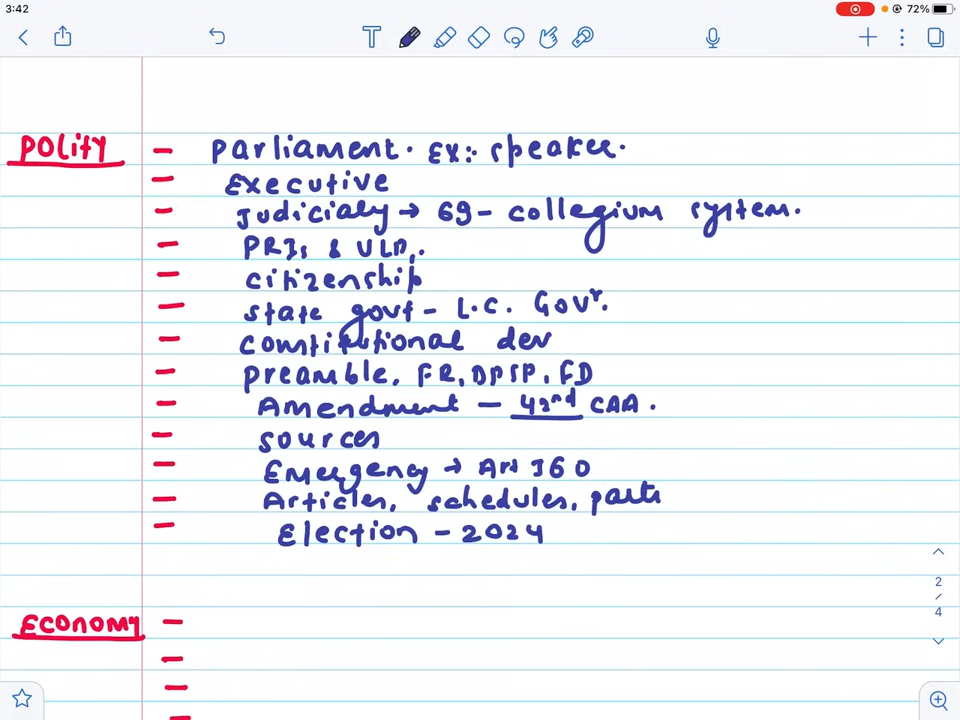 3:42 72%
POLITY - Parliament. EX:- Speaker.
- Executive
- Judiciary → 69 - collegium system.
- PRIs & ULB.
- citizenship
- state govt - L.C. Govr.
- constitutional dev
- preamble, FR, DPSP, FD
- Amendment - 42nd CAA.
- sources
- Emergency → Art 360
- Articles, schedules, parts
- Election - 2024
2
/
4
ECONOMY -